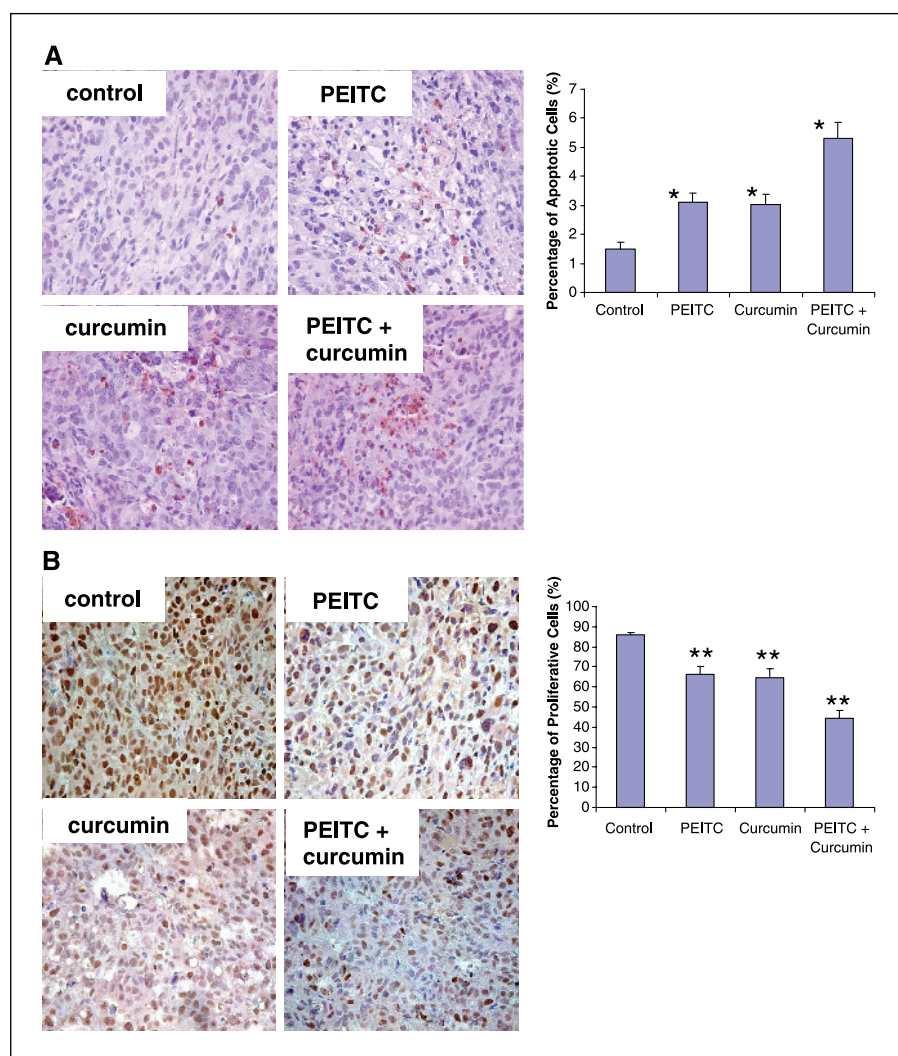 A
control
PEITC
curcumin
PEITC +
curcumin
Percentage of Apoptotic Cells (%)
7
6
5
4
3
2
1
0
*
*
*
Control
PEITC
Curcumin
PEITC +
Curcumin
B
control
PEITC
curcumin
PEITC +
curcumin
Percentage of Proliferative Cells (%)
100
90
80
70
60
50
40
30
20
10
0
**
**
**
Control
PEITC
Curcumin
PEITC +
Curcumin